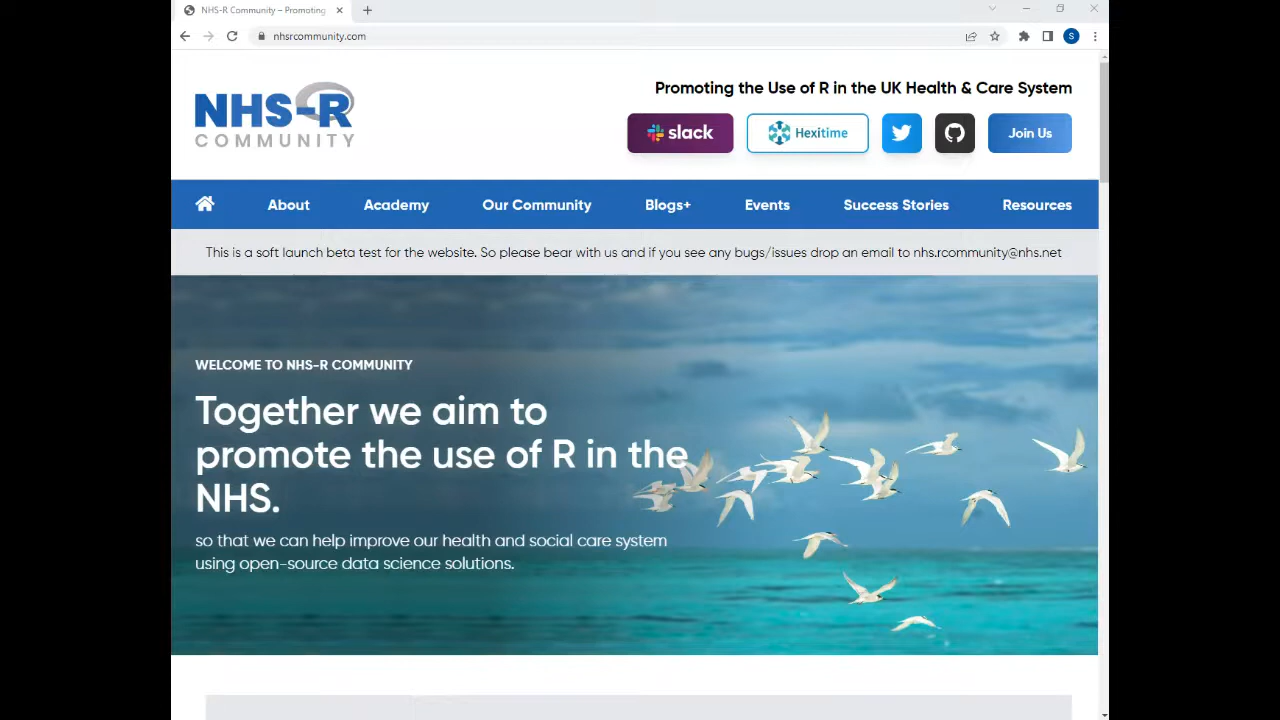 NHS-R Community – Promoting
nhsrcommunity.com
S
NHS-R
COMMUNITY
Promoting the Use of R in the UK Health & Care System
slack
Hexitime
Join Us
About
Academy
Our Community
Blogs+
Events
Success Stories
Resources
This is a soft launch beta test for the website. So please bear with us and if you see any bugs/issues drop an email to nhs.rcommunity@nhs.net
WELCOME TO NHS-R COMMUNITY
Together we aim to
promote the use of R in the
NHS.
so that we can help improve our health and social care system
using open-source data science solutions.